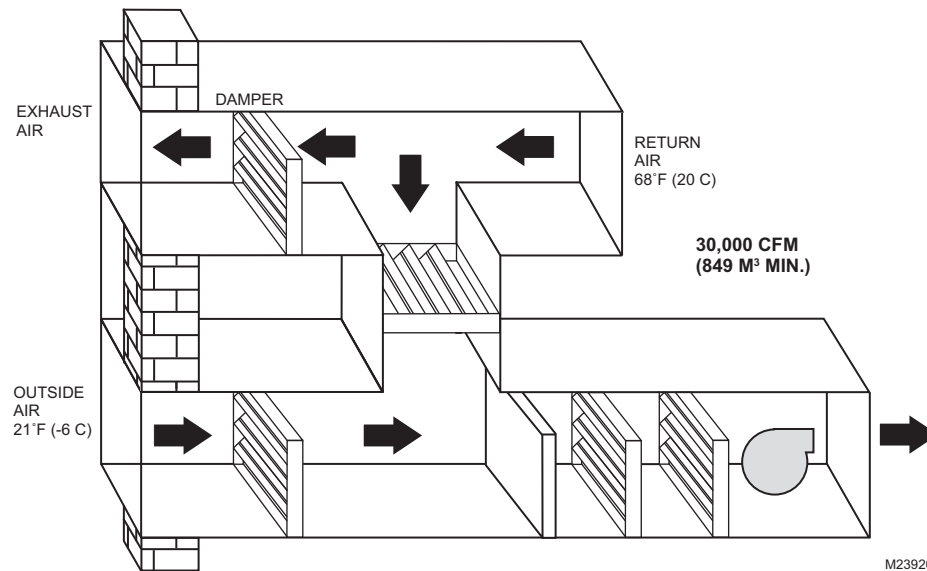 EXHAUST
AIR
DAMPER
RETURN
AIR
68˚F (20 C)
30,000 CFM
(849 M³ MIN.)
OUTSIDE
AIR
21˚F (-6 C)